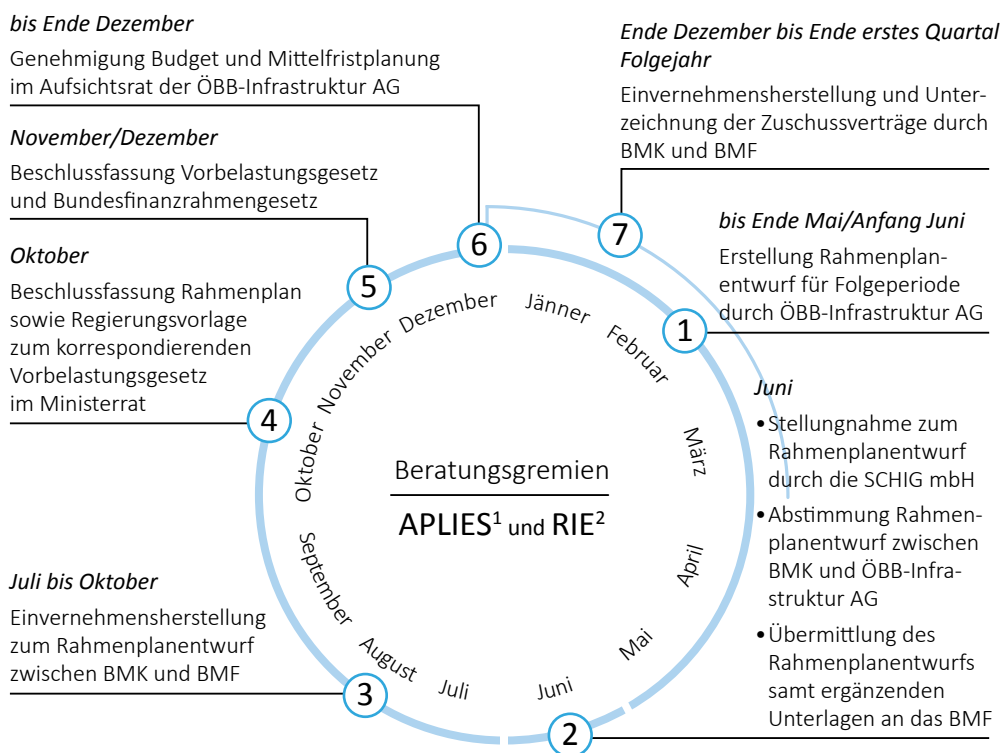 bis Ende Dezember
Genehmigung Budget und Mittelfristplanung
im Aufsichtsrat der ÖBB-Infrastruktur AG
November/Dezember
Beschlussfassung Vorbelastungsgesetz
und Bundesfinanzrahmengesetz
Oktober
Beschlussfassung Rahmenplan
sowie Regierungsvorlage
zum korrespondierenden
Vorbelastungsgesetz
im Ministerrat
Juli bis Oktober
Einvernehmensherstellung
zum Rahmenplanentwurf
zwischen BMK und BMF
Ende Dezember bis Ende erstes Quartal
Folgejahr
Einvernehmensherstellung und Unter-
zeichnung der Zuschussverträge durch
BMK und BMF
bis Ende Mai/Anfang Juni
Erstellung Rahmenplan-
entwurf für Folgeperiode
durch ÖBB-Infrastruktur AG
Juni
•Stellungnahme zum
Rahmenplanentwurf
durch die SCHIG mbH
•Abstimmung Rahmen-
planentwurf zwischen
BMK und ÖBB-Infra-
struktur AG
•Übermittlung des
Rahmenplanentwurfs
samt ergänzenden
Unterlagen an das BMF
1
2
3
4
5
6
7
Jänner
Februar
März
April
Mai
Juni
Juli
August
September
Oktober
November
Dezember
Beratungsgremien
APLIES¹ und RIE²